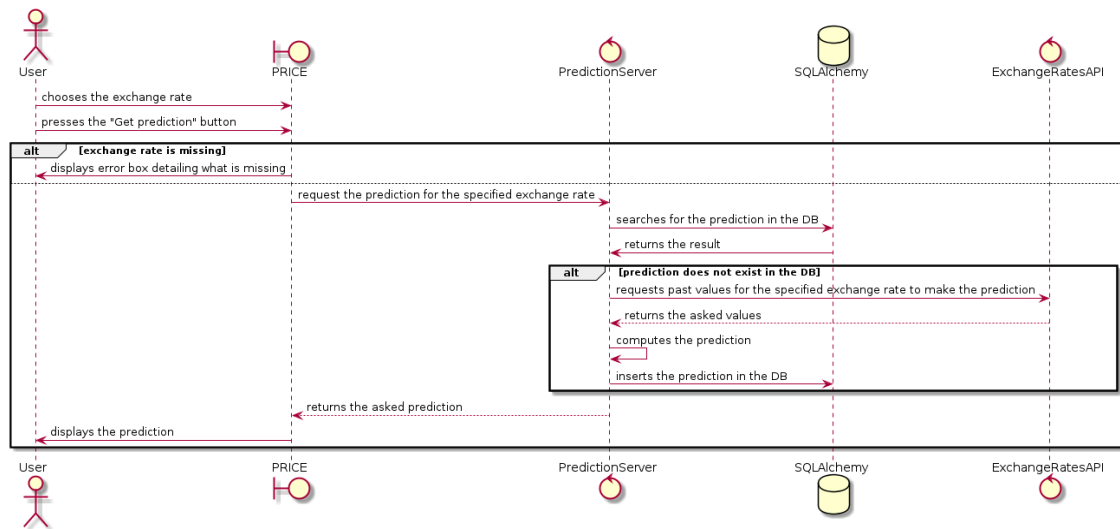 User
PRICE
PredictionServer
SQLAlchemy
ExchangeRatesAPI
chooses the exchange rate
presses the "Get prediction" button
alt [exchange rate is missing]
displays error box detailing what is missing
request the prediction for the specified exchange rate
searches for the prediction in the DB
returns the result
alt [prediction does not exist in the DB]
requests past values for the specified exchange rate to make the prediction
returns the asked values
computes the prediction
inserts the prediction in the DB
returns the asked prediction
displays the prediction
User
PRICE
PredictionServer
SQLAlchemy
ExchangeRatesAPI